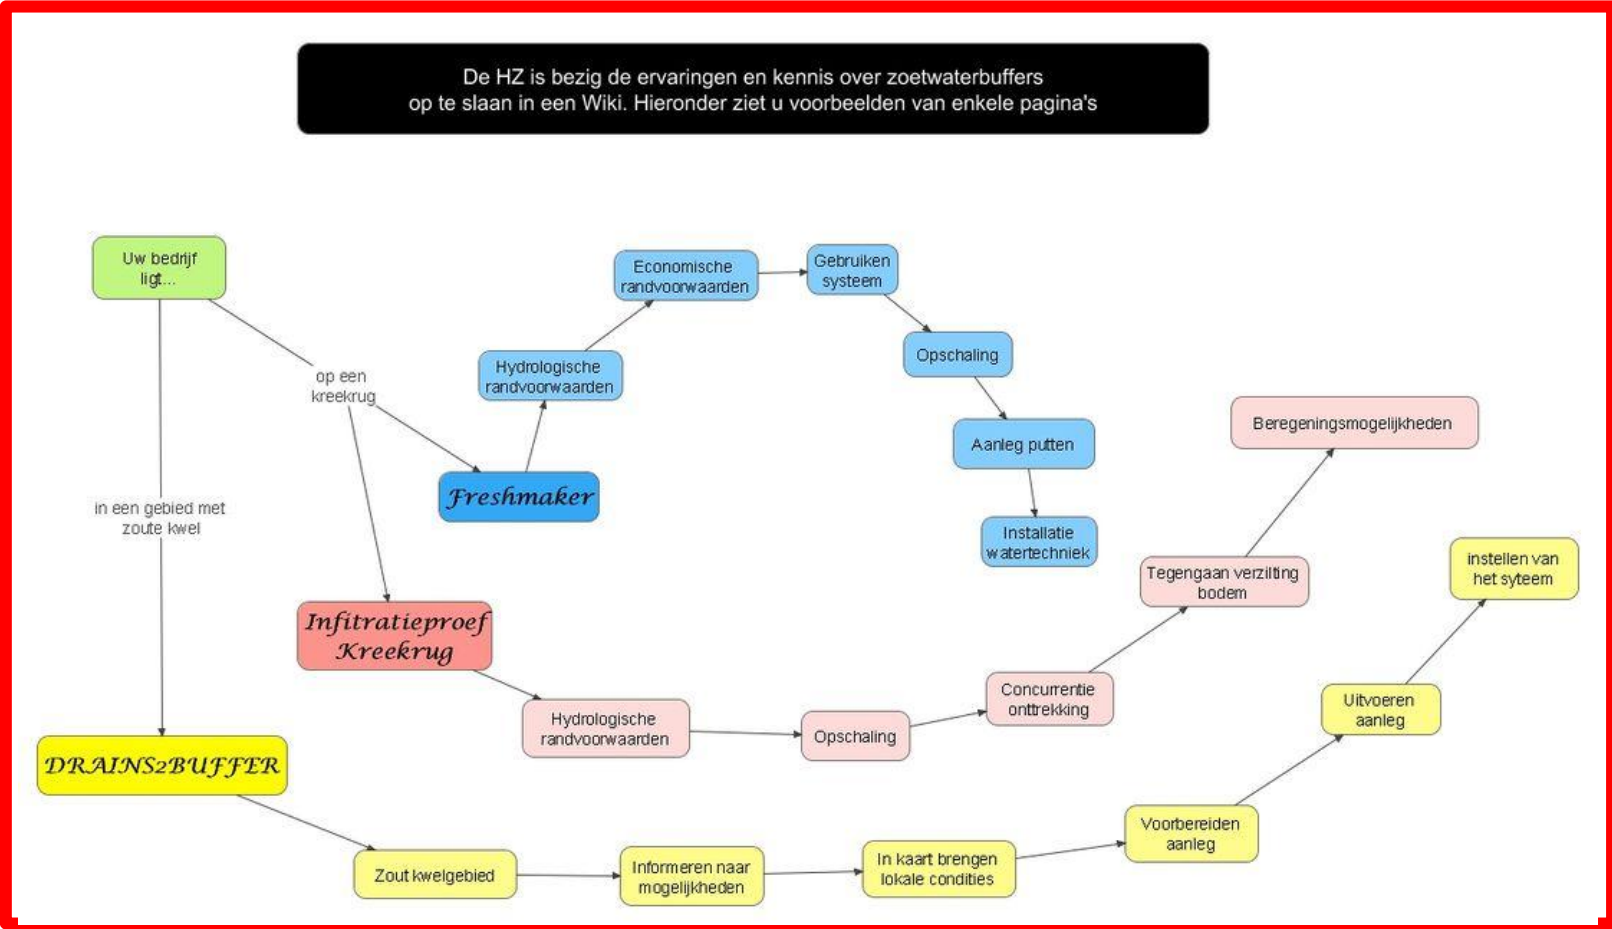 De HZ is bezig de ervaringen en kennis over zoetwaterbuffers
op te slaan in een Wiki. Hieronder ziet u voorbeelden van enkele pagina's
Uw bedrijf
ligt...
op een
kreekrug
in een gebied met
zoute kwel
Freshmaker
Hydrologische
randvoorwaarden
Economische
randvoorwaarden
Gebruiken
systeem
Opschaling
Aanleg putten
Installatie
watertechniek
Infitratieproef
Kreekrug
Hydrologische
randvoorwaarden
Opschaling
Concurrentie
onttrekking
Tegengaan verzilting
bodem
Beregeningsmogelijkheden
DRAINS2BUFFER
Zout kwelgebied
Informeren naar
mogelijkheden
In kaart brengen
lokale condities
Voorbereiden
aanleg
Uitvoeren
aanleg
instellen van
het syteem